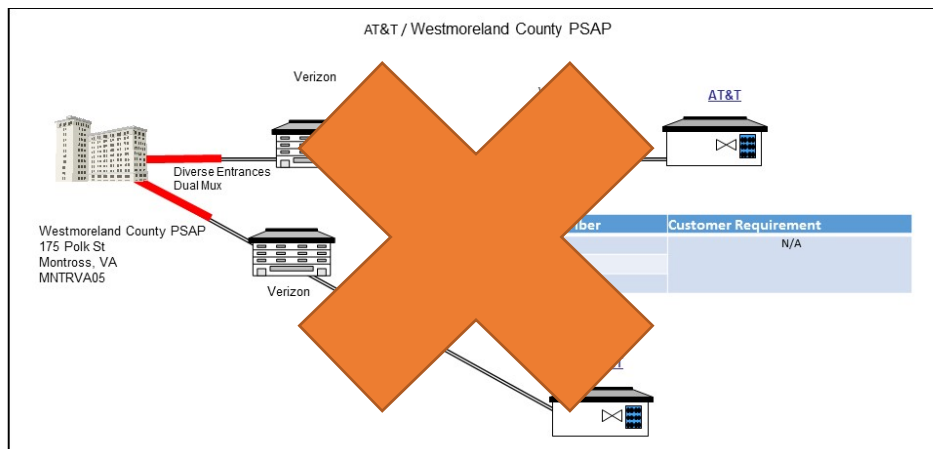 AT&T / Westmoreland County PSAP
Verizon
AT&T
Diverse Entrances
Dual Mux
Westmoreland County PSAP
175 Polk St
Montross, VA
MNTRVA05
Verizon
Customer Requirement
N/A